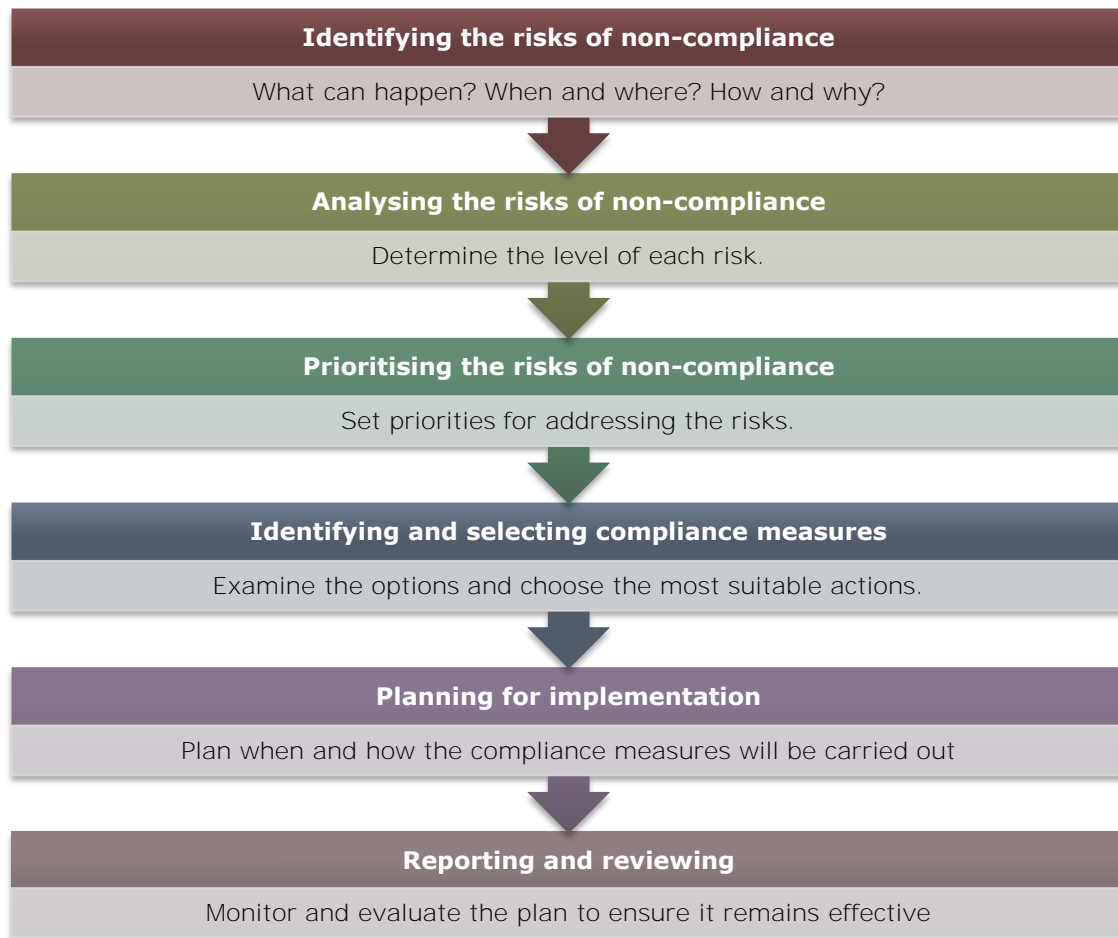 Identifying the risks of non-compliance
What can happen? When and where? How and why?
Analysing the risks of non-compliance
Determine the level of each risk.
Prioritising the risks of non-compliance
Set priorities for addressing the risks.
Identifying and selecting compliance measures
Examine the options and choose the most suitable actions.
Planning for implementation
Plan when and how the compliance measures will be carried out
Reporting and reviewing
Monitor and evaluate the plan to ensure it remains effective